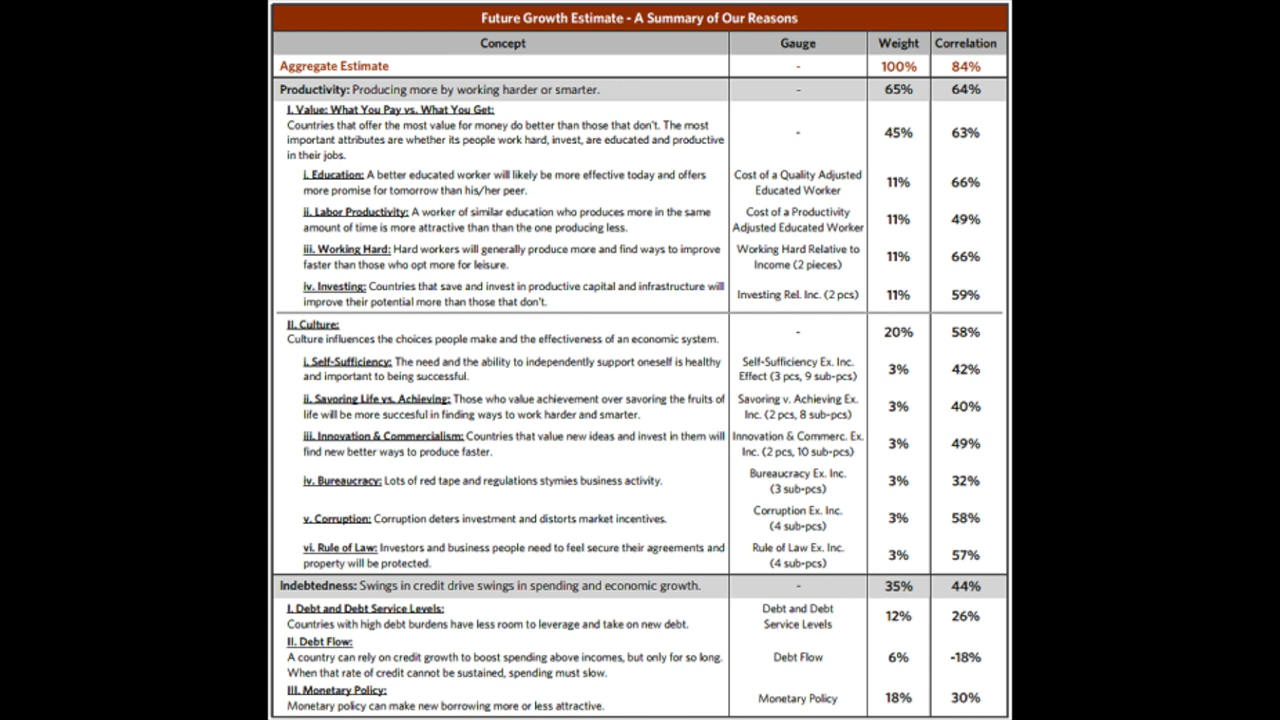 Future Growth Estimate - A Summary of Our Reasons
Concept Gauge Weight Correlation
Aggregate Estimate - 100% 84%
Productivity: Producing more by working harder or smarter. - 65% 64%
I. Value: What You Pay vs. What You Get:
Countries that offer the most value for money do better than those that don't. The most
important attributes are whether its people work hard, invest, are educated and productive
in their jobs.
- 45% 63%
i. Education: A better educated worker will likely be more effective today and offers
more promise for tomorrow than his/her peer.
Cost of a Quality Adjusted
Educated Worker
11% 66%
ii. Labor Productivity: A worker of similar education who produces more in the same
amount of time is more attractive than than the one producing less.
Cost of a Productivity
Adjusted Educated Worker
11% 49%
iii. Working Hard: Hard workers will generally produce more and find ways to improve
faster than those who opt more for leisure.
Working Hard Relative to
Income (2 pieces)
11% 66%
iv. Investing: Countries that save and invest in productive capital and infrastructure will
improve their potential more than those that don't.
Investing Rel. Inc. (2 pcs)
11% 59%
II. Culture:
Culture influences the choices people make and the effectiveness of an economic system.
- 20% 58%
i. Self-Sufficiency: The need and the ability to independently support oneself is healthy
and important to being successful.
Self-Sufficiency Ex. Inc.
Effect (3 pcs, 9 sub-pcs)
3% 42%
ii. Savoring Life vs. Achieving: Those who value achievement over savoring the fruits of
life will be more succesful in finding ways to work harder and smarter.
Savoring v. Achieving Ex.
Inc. (2 pcs, 8 sub-pcs)
3% 40%
iii. Innovation & Commercialism: Countries that value new ideas and invest in them will
find new better ways to produce faster.
Innovation & Commerc. Ex.
Inc. (2 pcs, 10 sub-pcs)
3% 49%
iv. Bureaucracy: Lots of red tape and regulations stymies business activity.
Bureaucracy Ex. Inc.
(3 sub-pcs)
3% 32%
v. Corruption: Corruption deters investment and distorts market incentives.
Corruption Ex. Inc.
(4 sub-pcs)
3% 58%
vi. Rule of Law: Investors and business people need to feel secure their agreements and
property will be protected.
Rule of Law Ex. Inc.
(4 sub-pcs)
3% 57%
Indebtedness: Swings in credit drive swings in spending and economic growth. - 35% 44%
I. Debt and Debt Service Levels:
Countries with high debt burdens have less room to leverage and take on new debt.
Debt and Debt
Service Levels
12% 26%
II. Debt Flow:
A country can rely on credit growth to boost spending above incomes, but only for so long.
When that rate of credit cannot be sustained, spending must slow.
Debt Flow
6% -18%
III. Monetary Policy:
Monetary policy can make new borrowing more or less attractive.
Monetary Policy
18% 30%